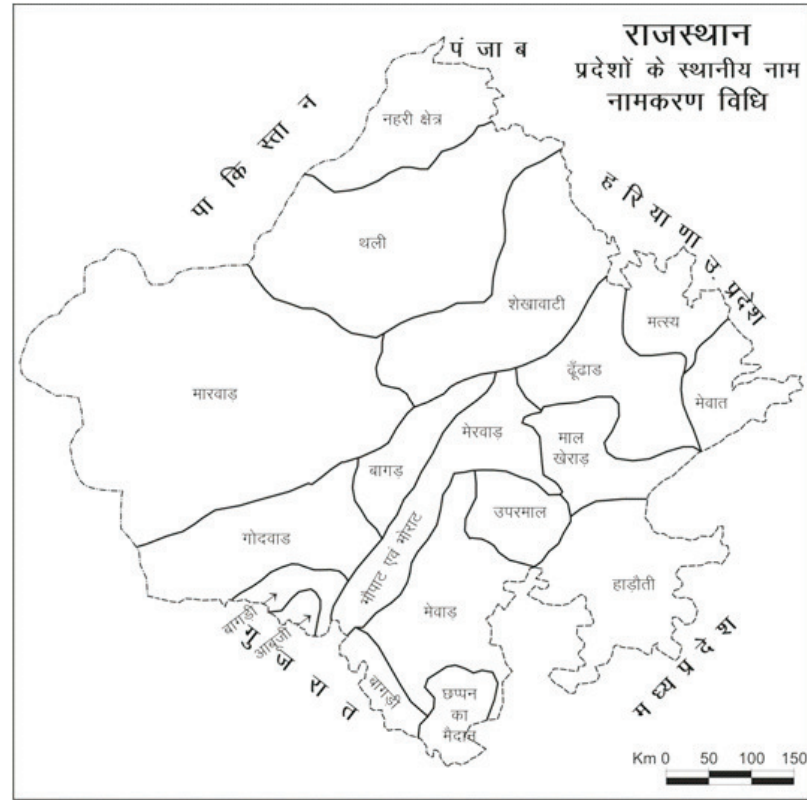 राजस्थान
प्रदेशों के स्थानीय नाम
नामकरण विधि
पंजाब
पाकिस्तान
हरियाणा
उ. प्रदेश
नहरी क्षेत्र
थली
शेखावाटी
मत्स्य
ढूँढाड
मेवात
मारवाड़
मेरवाड़
माल
खेराड़
बागड़
उपरमाल
गोदवाड
भौपाट एवं भोराट
हाड़ौती
मेवाड़
बागडी
आबूजी
गुजरात
बागडी
छप्पन
का
मैदान
मध्य प्रदेश
Km 0 50 100 150